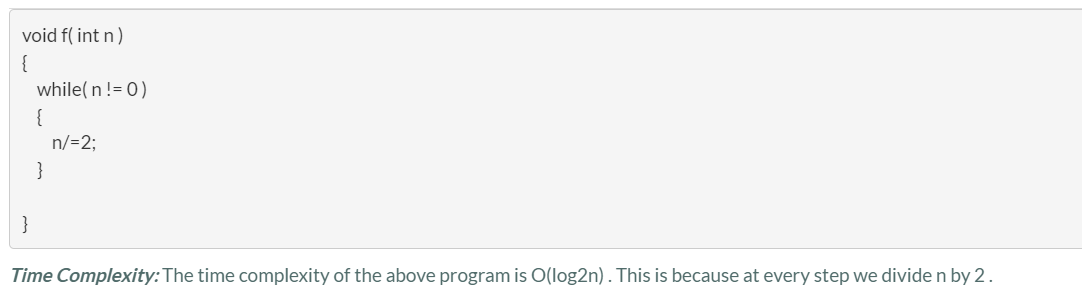 void f( int n )
{
while( n != 0 )
{
n/=2;
}
}
Time Complexity: The time complexity of the above program is O(log2n) . This is because at every step we divide n by 2 .